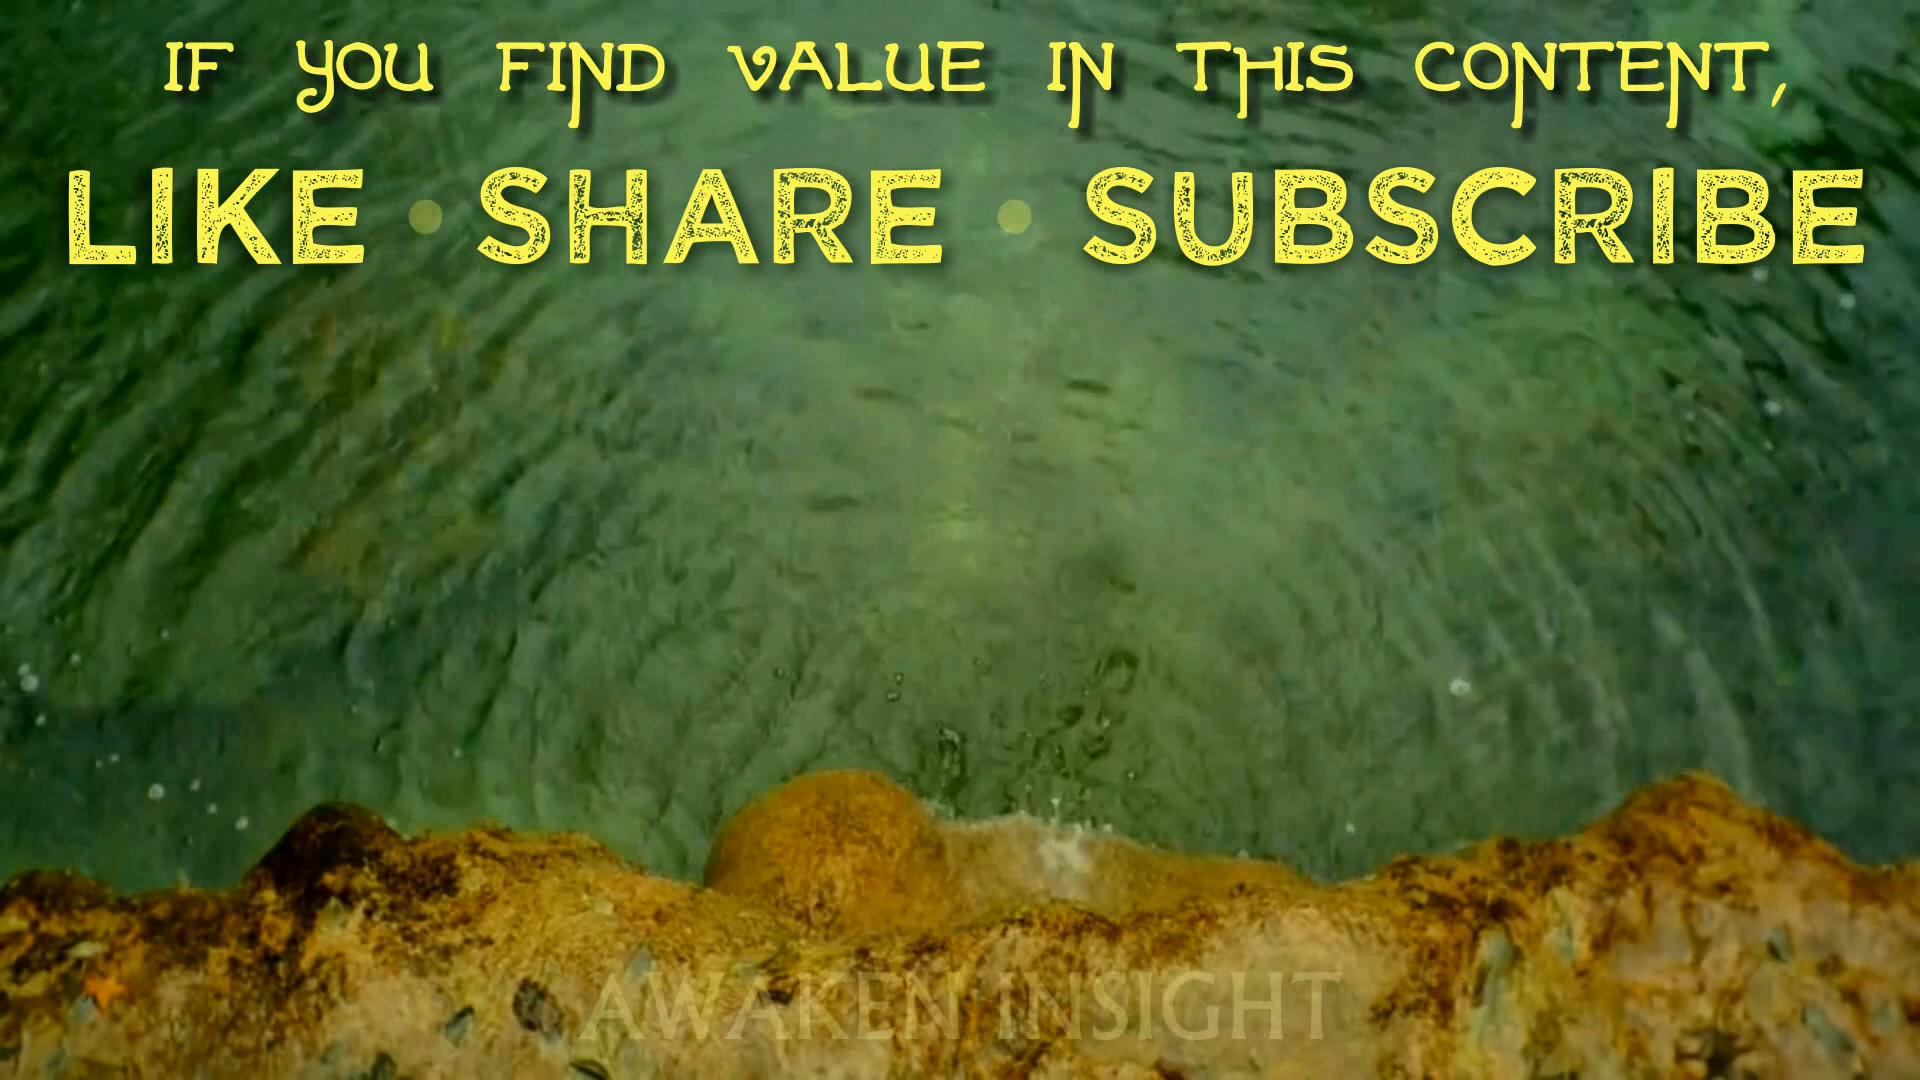 IF YOU FIND VALUE IN THIS CONTENT,
LIKE • SHARE • SUBSCRIBE
AWAKEN INSIGHT